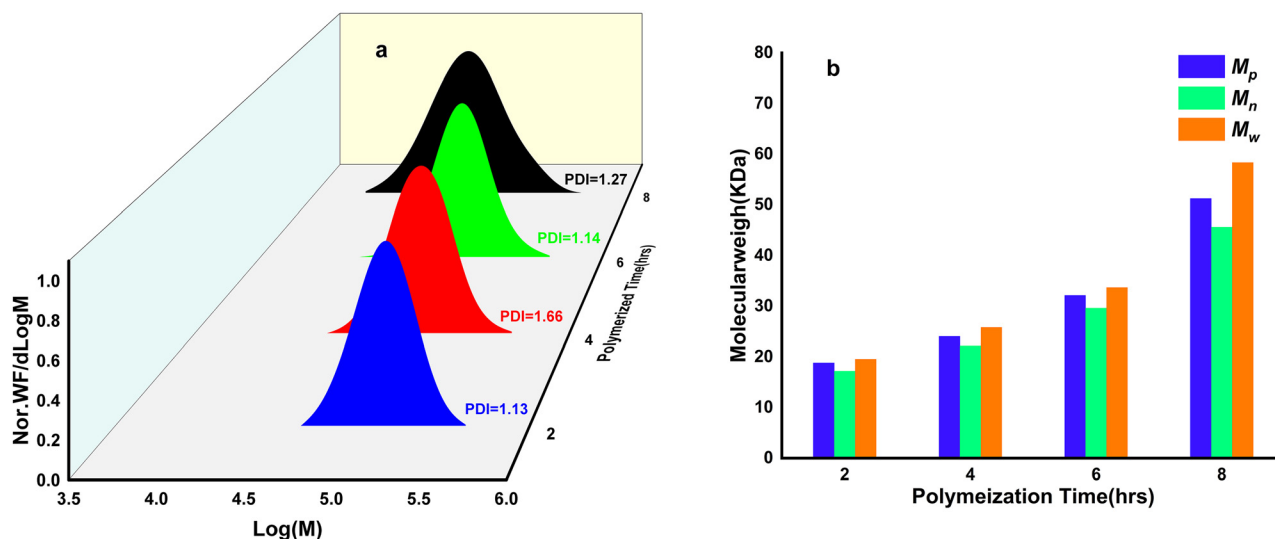 a
PDI=1.27
PDI=1.14
PDI=1.66
PDI=1.13
Nor.WF/dLogM
1.0
0.8
0.6
0.4
0.2
0.0
3.5 4.0 4.5 5.0 5.5 6.0
Log(M)
2
4
6
8
Polymerized Time(hrs)
b
Mp
Mn
Mw
Molecularweigh(KDa)
80
70
60
50
40
30
20
10
0
2 4 6 8
Polymeization Time(hrs)